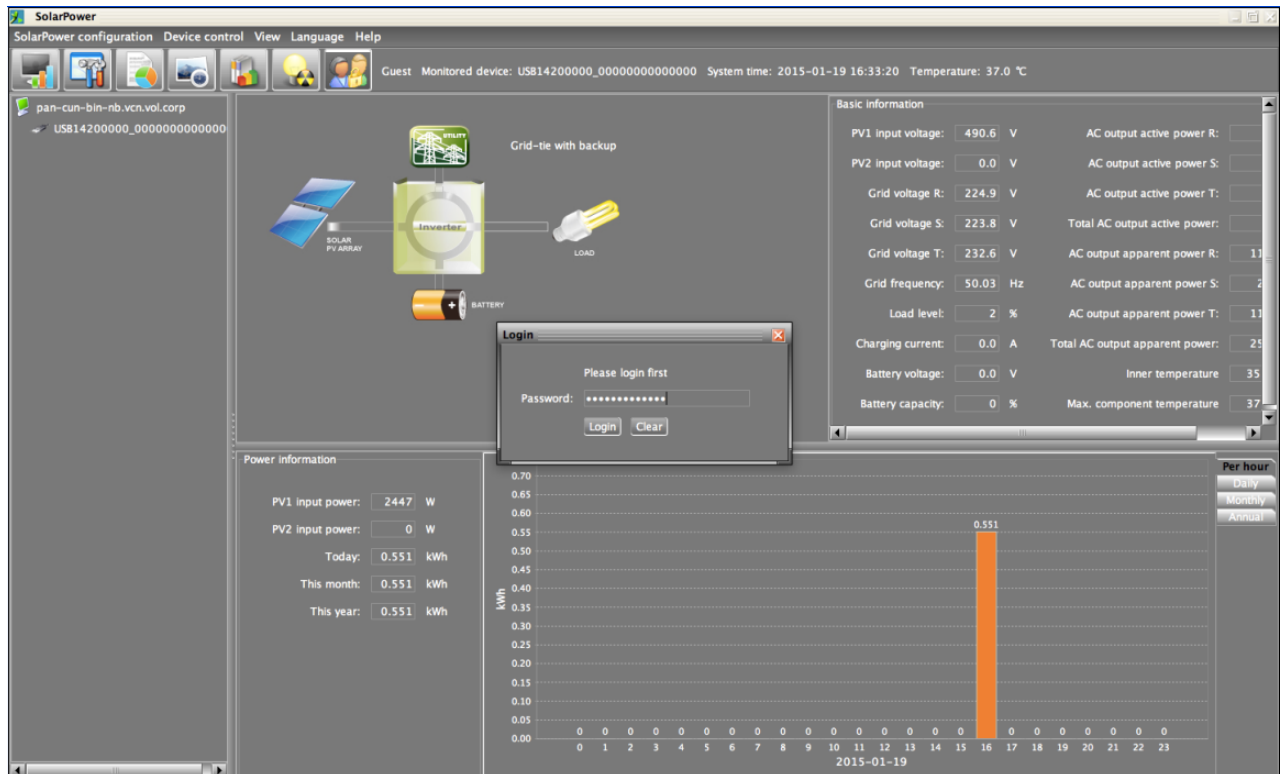 SolarPower
SolarPower configuration Device control View Language Help
Guest Monitored device: USB14200000_00000000000000 System time: 2015-01-19 16:33:20 Temperature: 37.0 ℃
pan-cun-bin-nb.vcn.vol.corp
USB14200000_0000000000000
UTILITY
Grid-tie with backup
Inverter
SOLAR
PV ARRAY
LOAD
BATTERY
Basic information
PV1 input voltage: 490.6 V AC output active power R:
PV2 input voltage: 0.0 V AC output active power S:
Grid voltage R: 224.9 V AC output active power T:
Grid voltage S: 223.8 V Total AC output active power:
Grid voltage T: 232.6 V AC output apparent power R: 11
Grid frequency: 50.03 Hz AC output apparent power S: 2
Load level: 2 % AC output apparent power T: 11
Charging current: 0.0 A Total AC output apparent power: 25
Battery voltage: 0.0 V Inner temperature 35
Battery capacity: 0 % Max. component temperature 37
Login
Please login first
Password: •••••••••••••
Login Clear
Power information
PV1 input power: 2447 W
PV2 input power: 0 W
Today: 0.551 kWh
This month: 0.551 kWh
This year: 0.551 kWh
Per hour
Daily
Monthly
Annual
kWh
0.70
0.65
0.60
0.55
0.50
0.45
0.40
0.35
0.30
0.25
0.20
0.15
0.10
0.05
0.00
0.551
0 0 0 0 0 0 0 0 0 0 0 0 0 0 0 0 0 0 0 0 0 0 0
0 1 2 3 4 5 6 7 8 9 10 11 12 13 14 15 16 17 18 19 20 21 22 23
2015-01-19